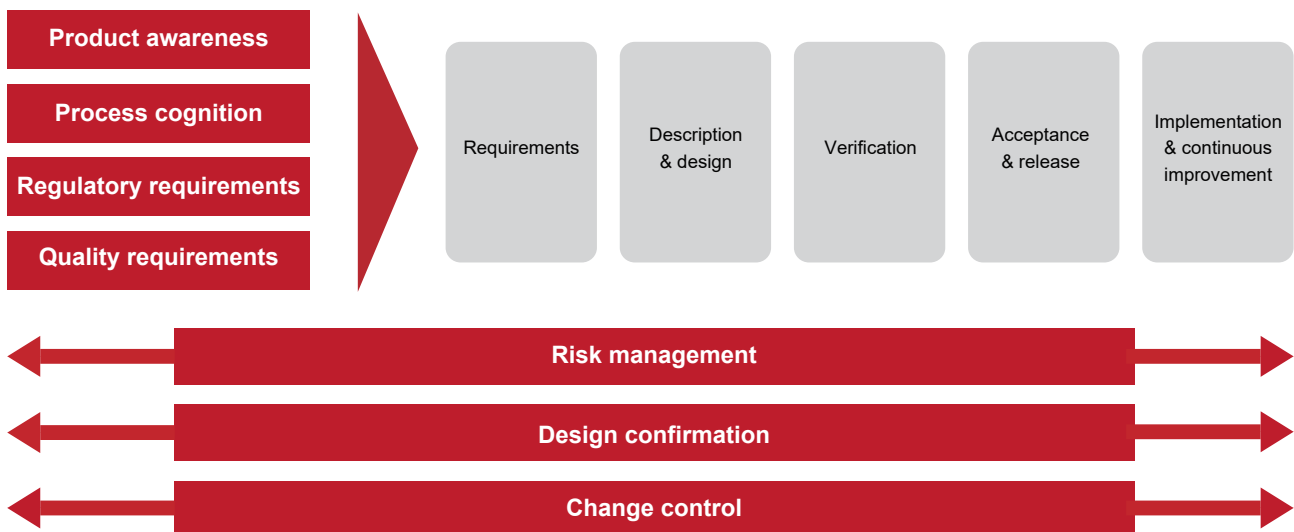 Product awareness
Process cognition
Regulatory requirements
Quality requirements
Requirements
Description
& design
Verification
Acceptance
& release
Implementation
& continuous
improvement
Risk management
Design confirmation
Change control